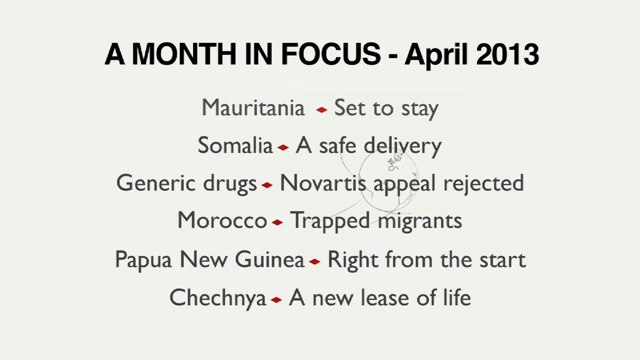 A MONTH IN FOCUS - April 2013
Mauritania ♦ Set to stay
Somalia ♦ A safe delivery
Generic drugs ♦ Novartis appeal rejected
Morocco ♦ Trapped migrants
Papua New Guinea ♦ Right from the start
Chechnya ♦ A new lease of life